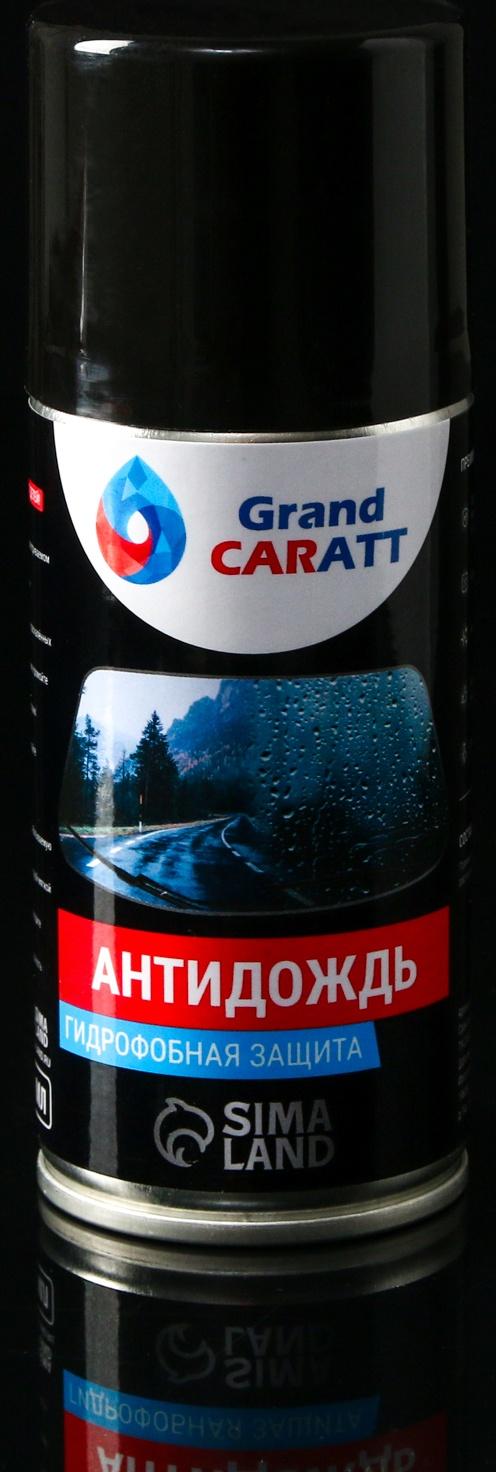 Grand
CARATT
АНТИДОЖДЬ
ГИДРОФОБНАЯ ЗАЩИТА
SIMA
LAND